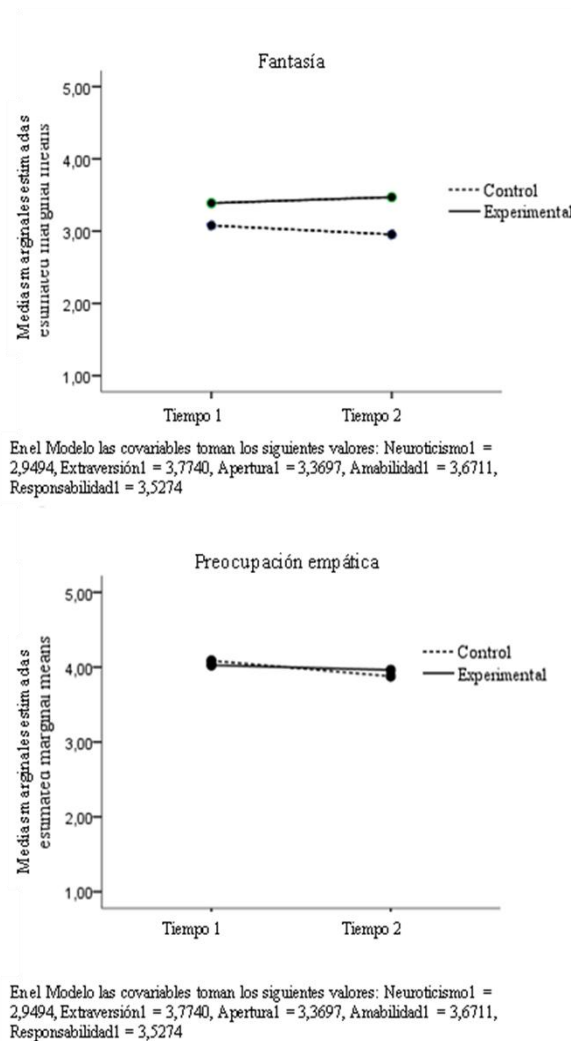 Fantasía
5,00
4,00
3,00
2,00
1,00
Medias marginales estimadas
estimated marginal means
Control
Experimental
Tiempo 1 Tiempo 2
En el Modelo las covariables toman los siguientes valores: Neuroticismo1 =
2,9494, Extraversión1 = 3,7740, Apertura1 = 3,3697, Amabilidad1 = 3,6711,
Responsabilidad1 = 3,5274
Preocupación empática
5,00
4,00
3,00
2,00
1,00
Medias marginales estimadas
estimated marginal means
Control
Experimental
Tiempo 1 Tiempo 2
En el Modelo las covariables toman los siguientes valores: Neuroticismo1 =
2,9494, Extraversión1 = 3,7740, Apertura1 = 3,3697, Amabilidad1 = 3,6711,
Responsabilidad1 = 3,5274